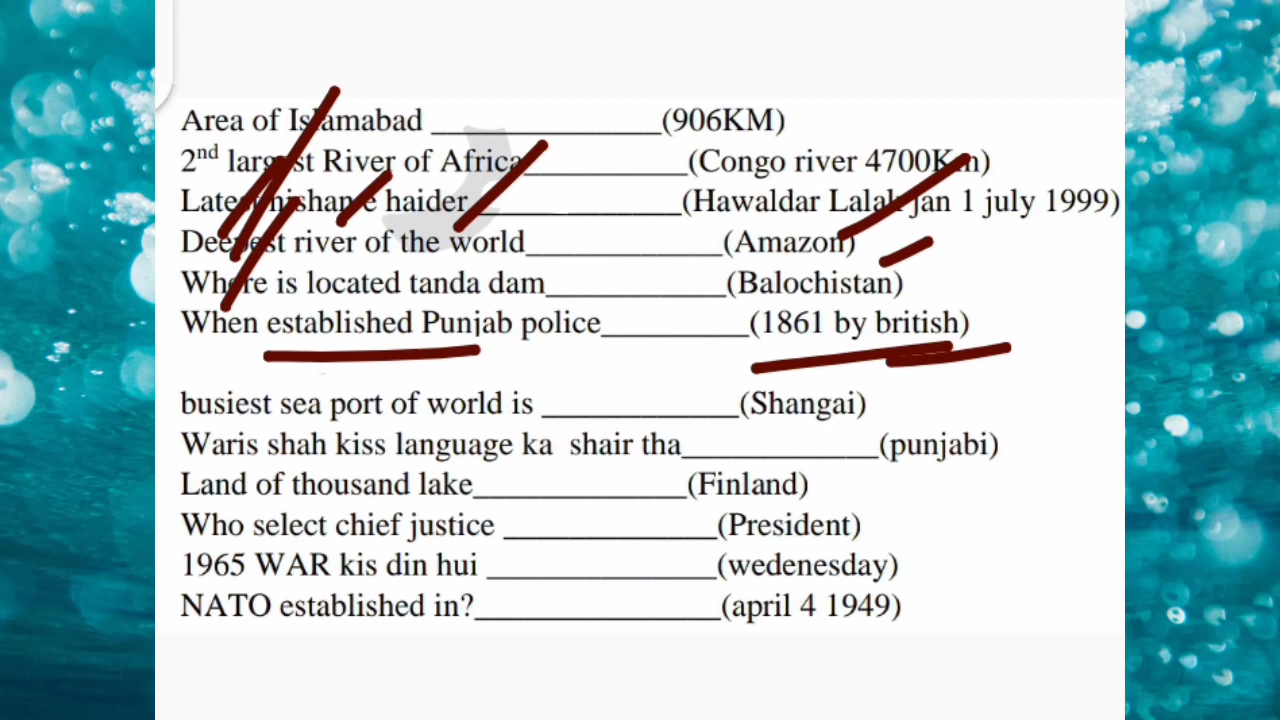 Area of Islamabad ______________(906KM)
2nd largest River of Africa__________(Congo river 4700Km)
Latest nishan e haider _____________(Hawaldar Lalak jan 1 july 1999)
Deepest river of the world____________(Amazon)
Where is located tanda dam___________(Balochistan)
When established Punjab police_________(1861 by british)
busiest sea port of world is ____________(Shangai)
Waris shah kiss language ka shair tha____________(punjabi)
Land of thousand lake_____________(Finland)
Who select chief justice _____________(President)
1965 WAR kis din hui ______________(wedenesday)
NATO established in?_______________(april 4 1949)